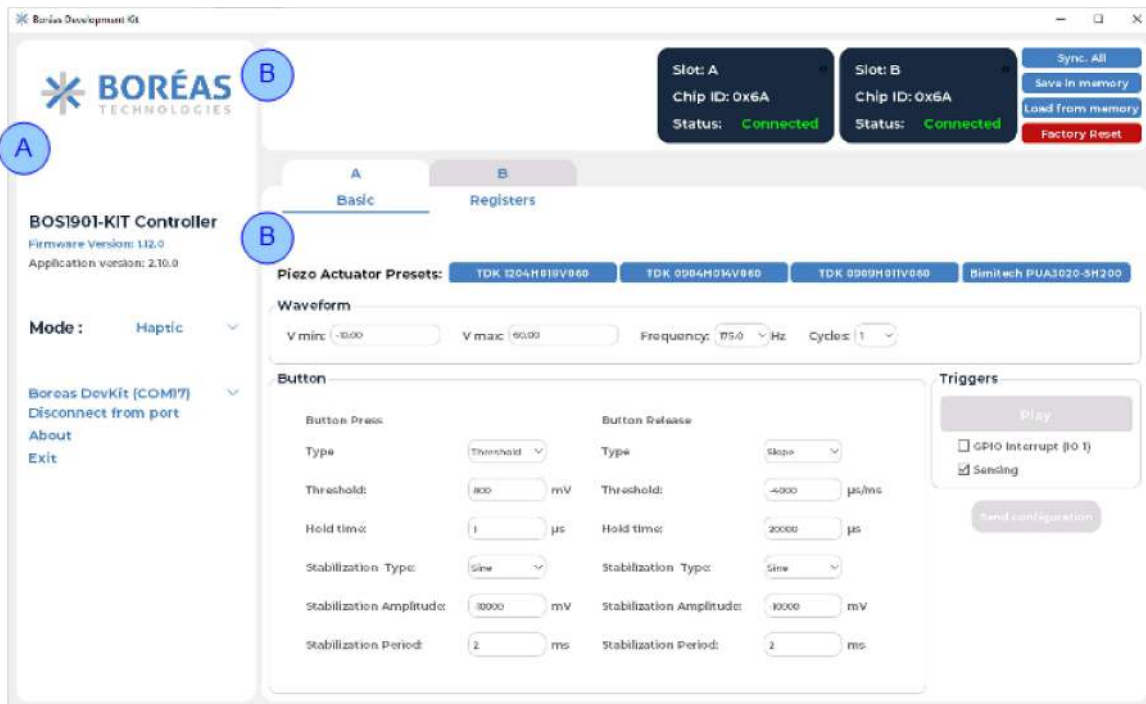 Boréas Development Kit
BORÉAS
TECHNOLOGIES
A
BOS1901-KIT Controller
Firmware Version: 1.12.0
Application version: 2.10.0
Mode : Haptic
Boreas DevKit (COM17)
Disconnect from port
About
Exit
B
Slot: A
Chip ID: 0x6A
Status: Connected
Slot: B
Chip ID: 0x6A
Status: Connected
Sync. All
Save in memory
Load from memory
Factory Reset
A B
Basic Registers
B
Piezo Actuator Presets: TDK 1204H018V060 TDK 0904H014V060 TDK 0909H011V060 Bimitech PUA3020-SH200
Waveform
V min: -10.00 V max: 60.00 Frequency: 175.0 Hz Cycles: 1
Button
Button Press Button Release
Type Threshold Type Slope
Threshold: 800 mV Threshold: -4000 µs/ms
Hold time: 1 µs Hold time: 20000 µs
Stabilization Type: Sine Stabilization Type: Sine
Stabilization Amplitude: -10000 mV Stabilization Amplitude: -10000 mV
Stabilization Period: 2 ms Stabilization Period: 2 ms
Triggers
Play
GPIO Interrupt (IO 1)
Sensing
Send configuration